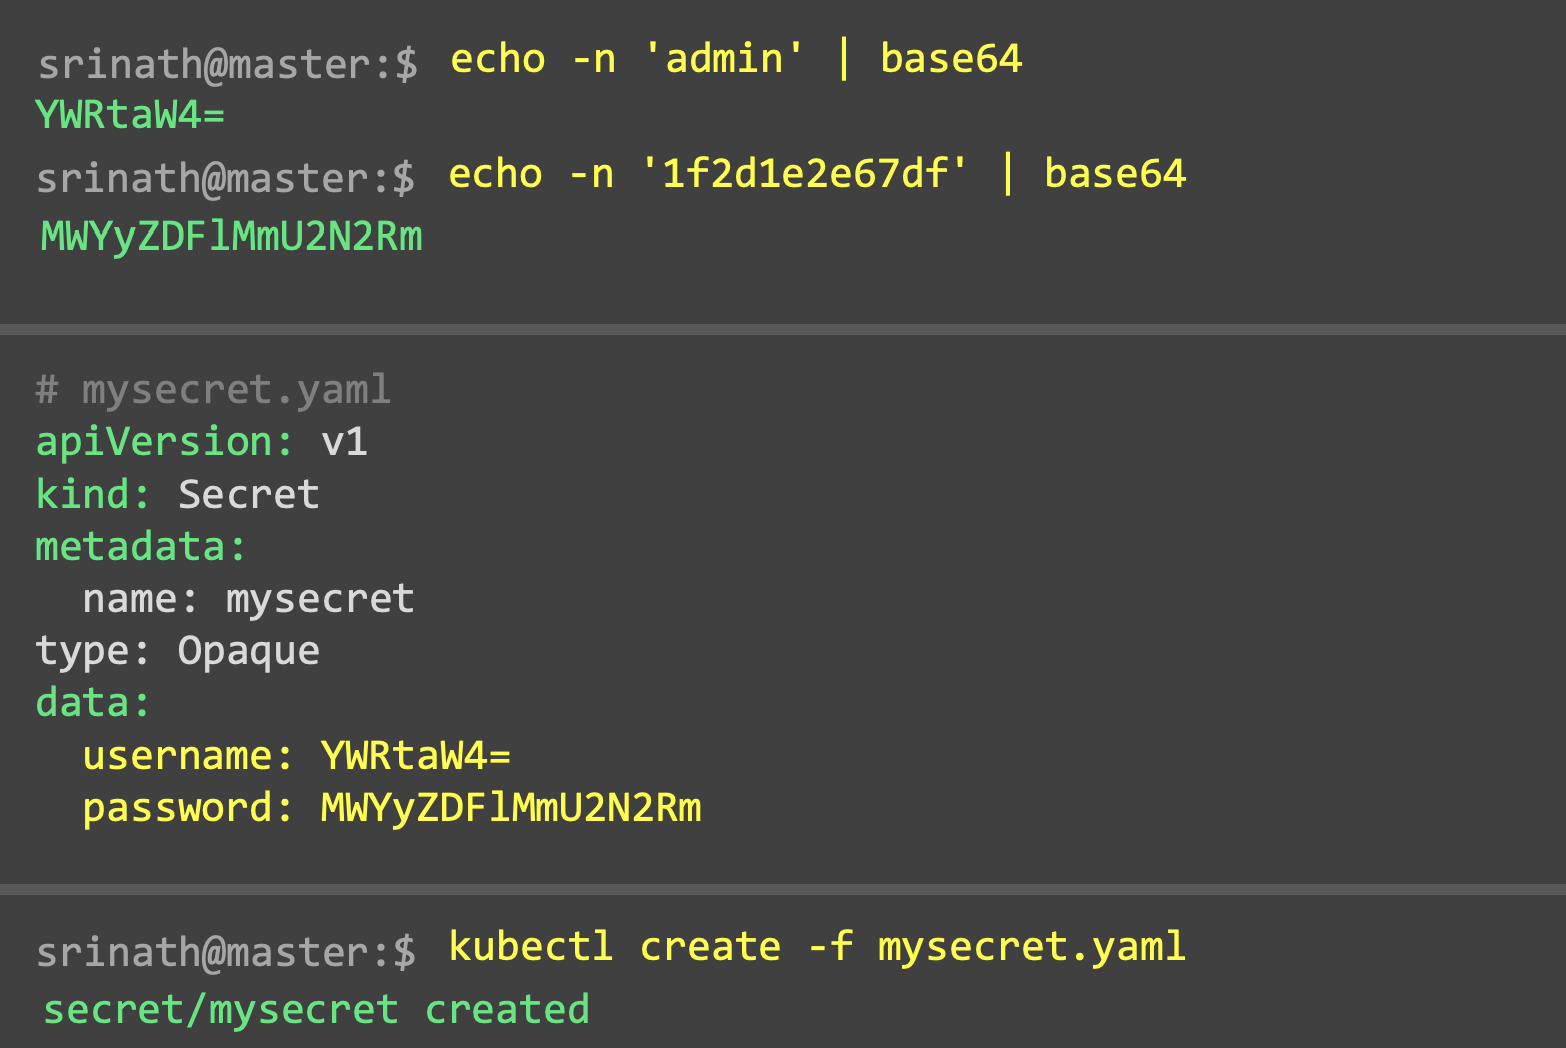 srinath@master:$ echo -n 'admin' | base64
YWRtaW4=
srinath@master:$ echo -n '1f2d1e2e67df' | base64
MWYyZDFlMmU2N2Rm
# mysecret.yaml
apiVersion: v1
kind: Secret
metadata:
  name: mysecret
type: Opaque
data:
  username: YWRtaW4=
  password: MWYyZDFlMmU2N2Rm
srinath@master:$ kubectl create -f mysecret.yaml
secret/mysecret created